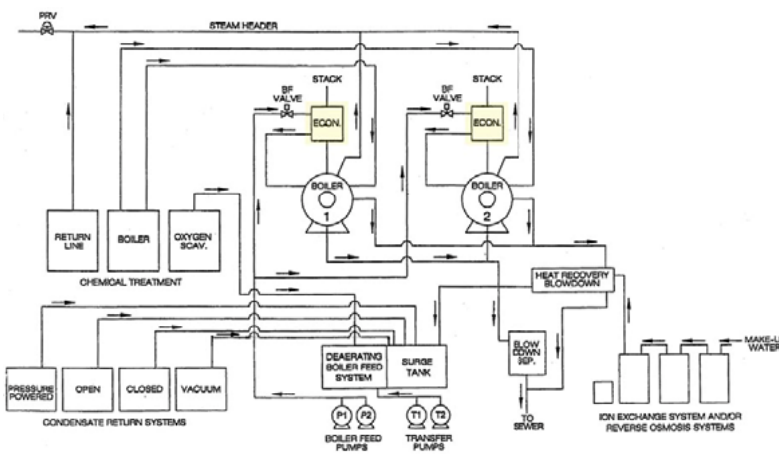 PRV
STEAM HEADER
STACK
BF
VALVE
ECON.
STACK
BF
VALVE
ECON.
BOILER
1
BOILER
2
RETURN
LINE
BOILER
OXYGEN
SCAV.
CHEMICAL TREATMENT
HEAT RECOVERY
BLOWDOWN
MAKE-U
WATER
DEAERATING
BOILER FEED
SYSTEM
SURGE
TANK
BLOW
DOWN
SEP.
PRESSURE
POWERED
OPEN
CLOSED
VACUUM
CONDENSATE RETURN SYSTEMS
P1
P2
T1
T2
BOILER FEED
PUMPS
TRANSFER
PUMPS
TO
SEWER
ION EXCHANGE SYSTEM AND/OR
REVERSE OSMOSIS SYSTEMS